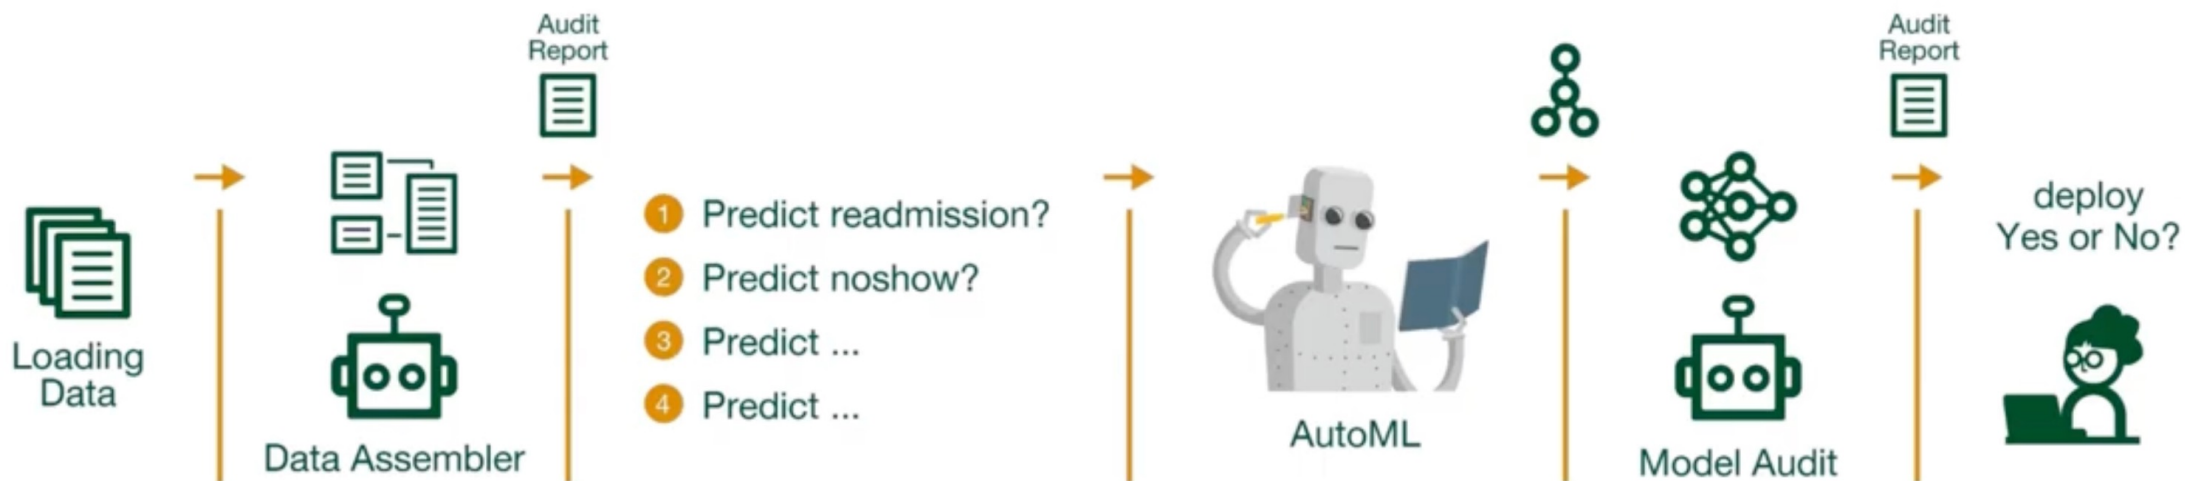 Loading
Data
Data Assembler
Audit
Report
1 Predict readmission?
2 Predict noshow?
3 Predict ...
4 Predict ...
AutoML
Model Audit
Audit
Report
deploy
Yes or No?